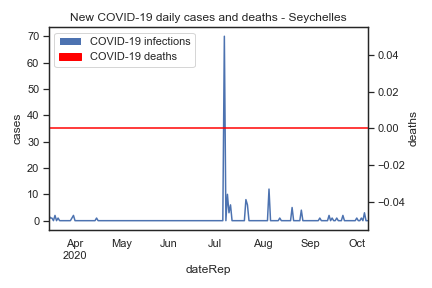 New COVID-19 daily cases and deaths - Seychelles
COVID-19 infections
COVID-19 deaths
70
60
50
40
30
20
10
0
cases
0.04
0.02
0.00
−0.02
−0.04
deaths
Apr May Jun Jul Aug Sep Oct
2020
dateRep